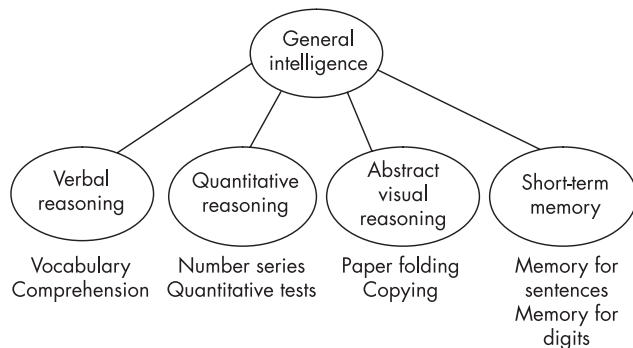 General
intelligence
Verbal
reasoning
Quantitative
reasoning
Abstract
visual
reasoning
Short-term
memory
Vocabulary
Comprehension
Number series
Quantitative tests
Paper folding
Copying
Memory for
sentences
Memory for
digits